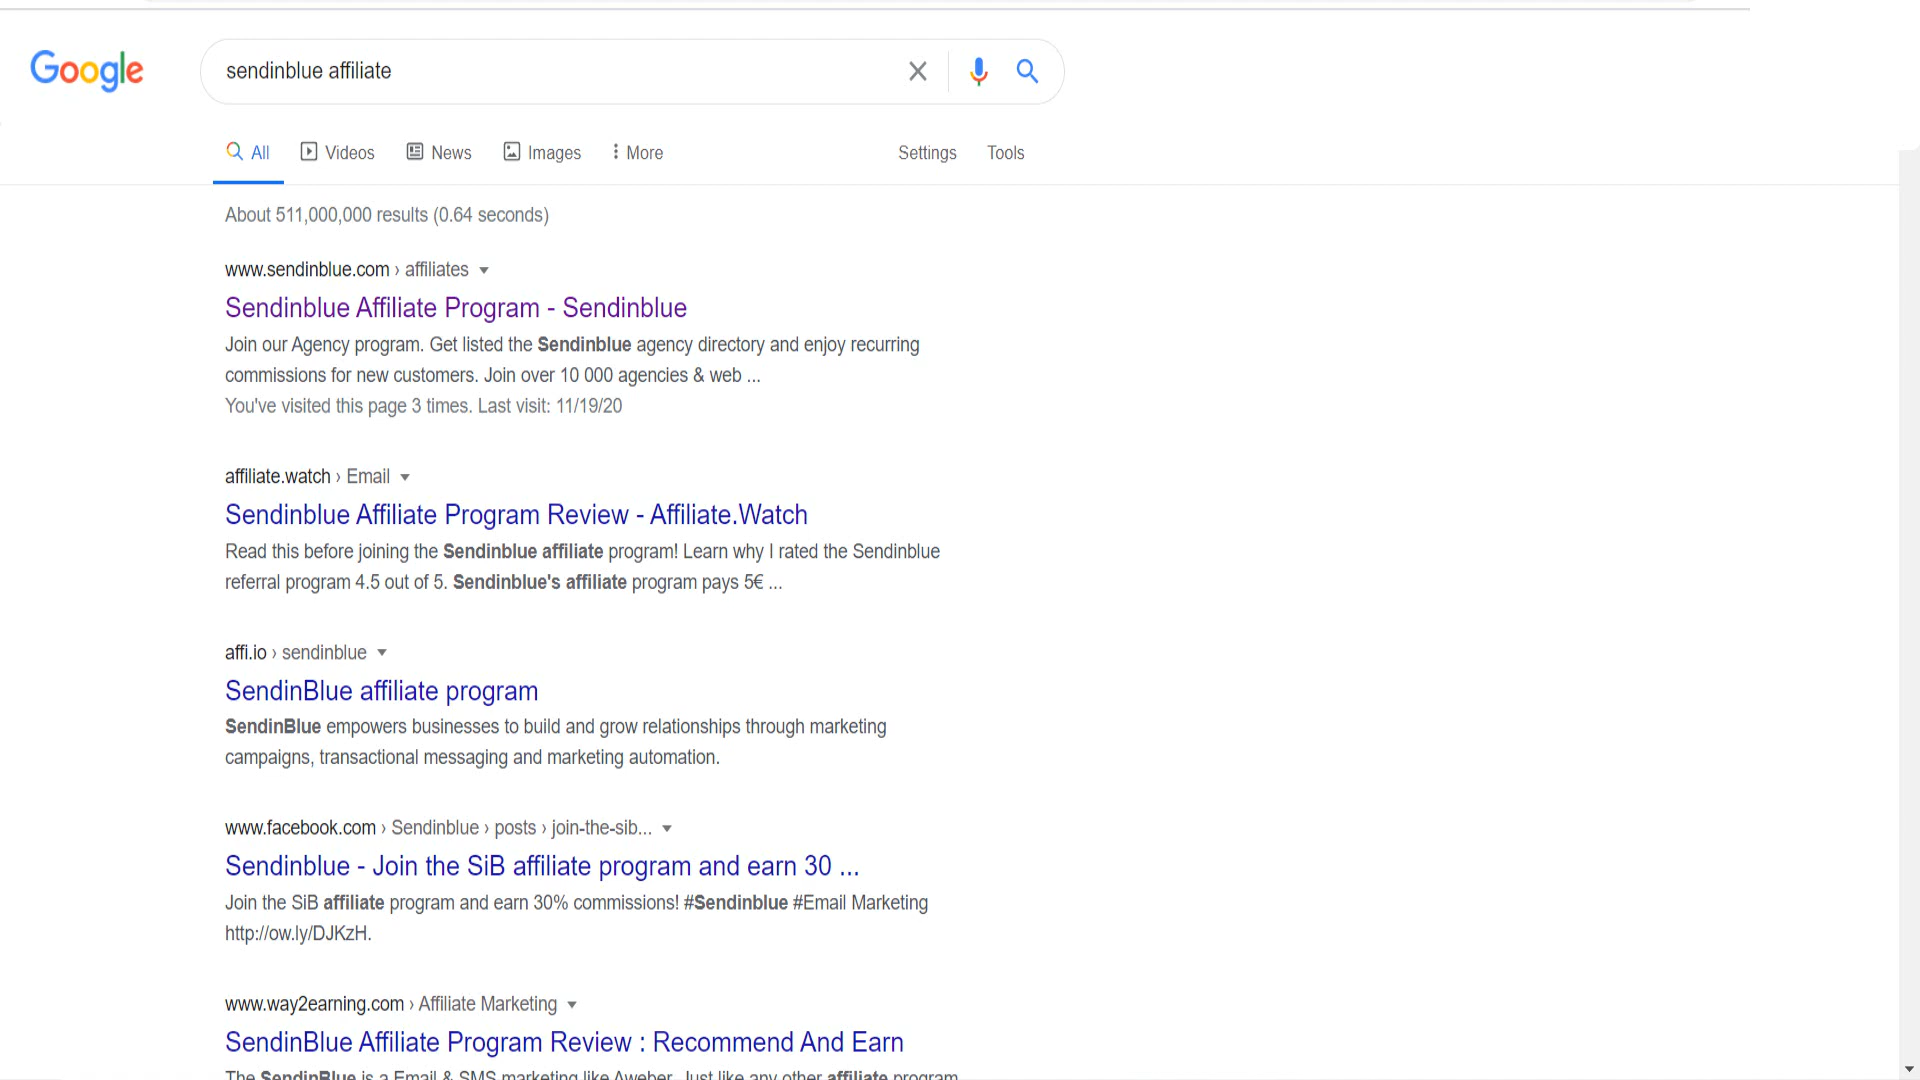 Google
sendinblue affiliate
All Videos News Images More Settings Tools
About 511,000,000 results (0.64 seconds)
www.sendinblue.com › affiliates
Sendinblue Affiliate Program - Sendinblue
Join our Agency program. Get listed the Sendinblue agency directory and enjoy recurring
commissions for new customers. Join over 10 000 agencies & web ...
You've visited this page 3 times. Last visit: 11/19/20
affiliate.watch › Email
Sendinblue Affiliate Program Review - Affiliate.Watch
Read this before joining the Sendinblue affiliate program! Learn why I rated the Sendinblue
referral program 4.5 out of 5. Sendinblue's affiliate program pays 5€ ...
affi.io › sendinblue
SendinBlue affiliate program
SendinBlue empowers businesses to build and grow relationships through marketing
campaigns, transactional messaging and marketing automation.
www.facebook.com › Sendinblue › posts › join-the-sib...
Sendinblue - Join the SiB affiliate program and earn 30 ...
Join the SiB affiliate program and earn 30% commissions! #Sendinblue #Email Marketing
http://ow.ly/DJKzH.
www.way2earning.com › Affiliate Marketing
SendinBlue Affiliate Program Review : Recommend And Earn
The SendinBlue is a Email & SMS marketing like Aweber. Just like any other affiliate program